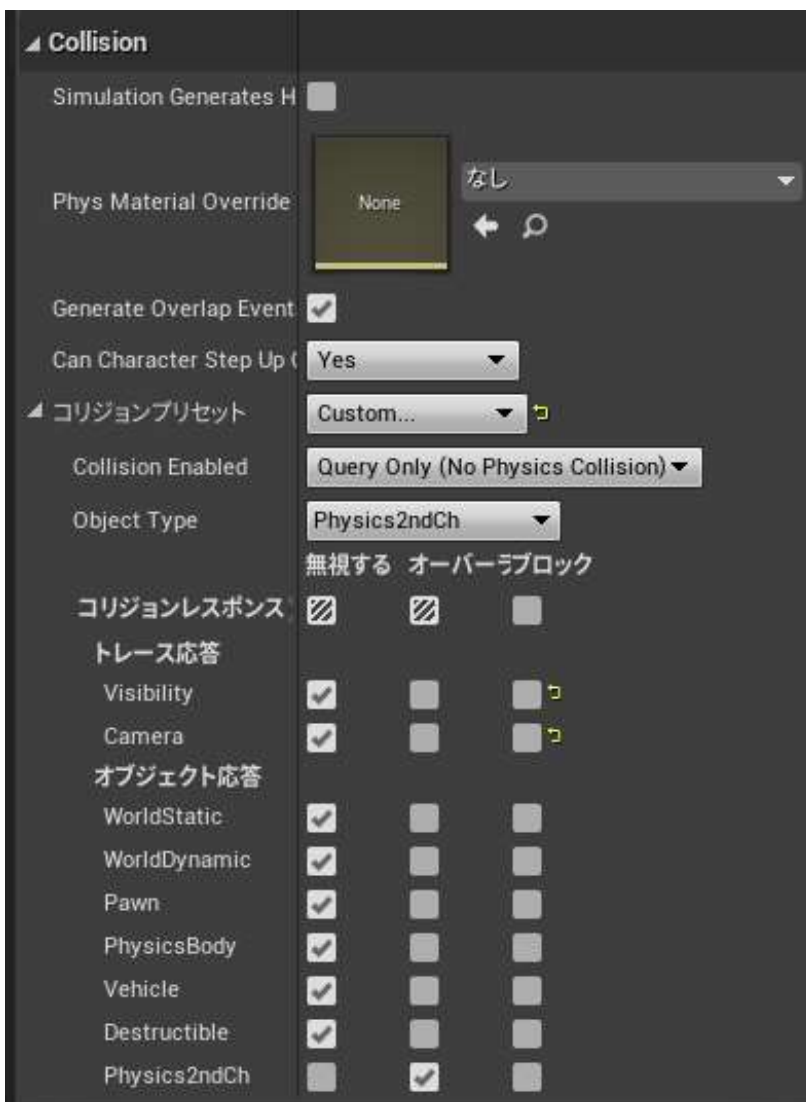 Collision
Simulation Generates H
Phys Material Override
None
なし
Generate Overlap Event
Can Character Step Up (
Yes
コリジョンプリセット
Custom...
Collision Enabled
Query Only (No Physics Collision)
Object Type
Physics2ndCh
無視する オーバーラブロック
コリジョンレスポンス
トレース応答
Visibility
Camera
オブジェクト応答
WorldStatic
WorldDynamic
Pawn
PhysicsBody
Vehicle
Destructible
Physics2ndCh